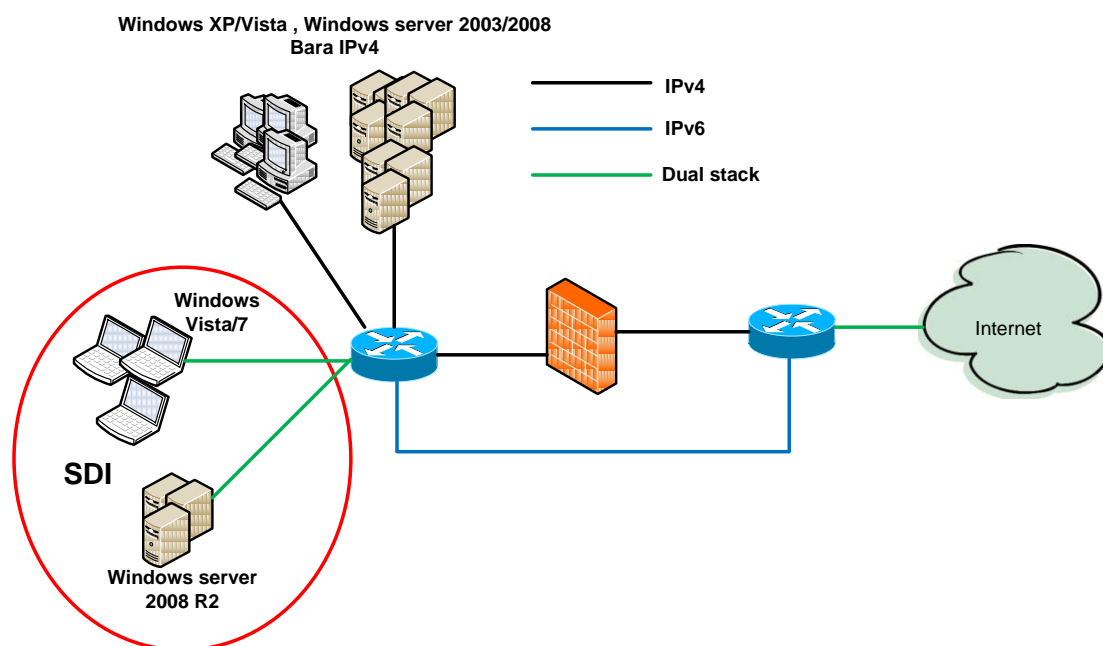 Windows XP/Vista , Windows server 2003/2008
Bara IPv4
IPv4
IPv6
Dual stack
Windows
Vista/7
Internet
SDI
Windows server
2008 R2